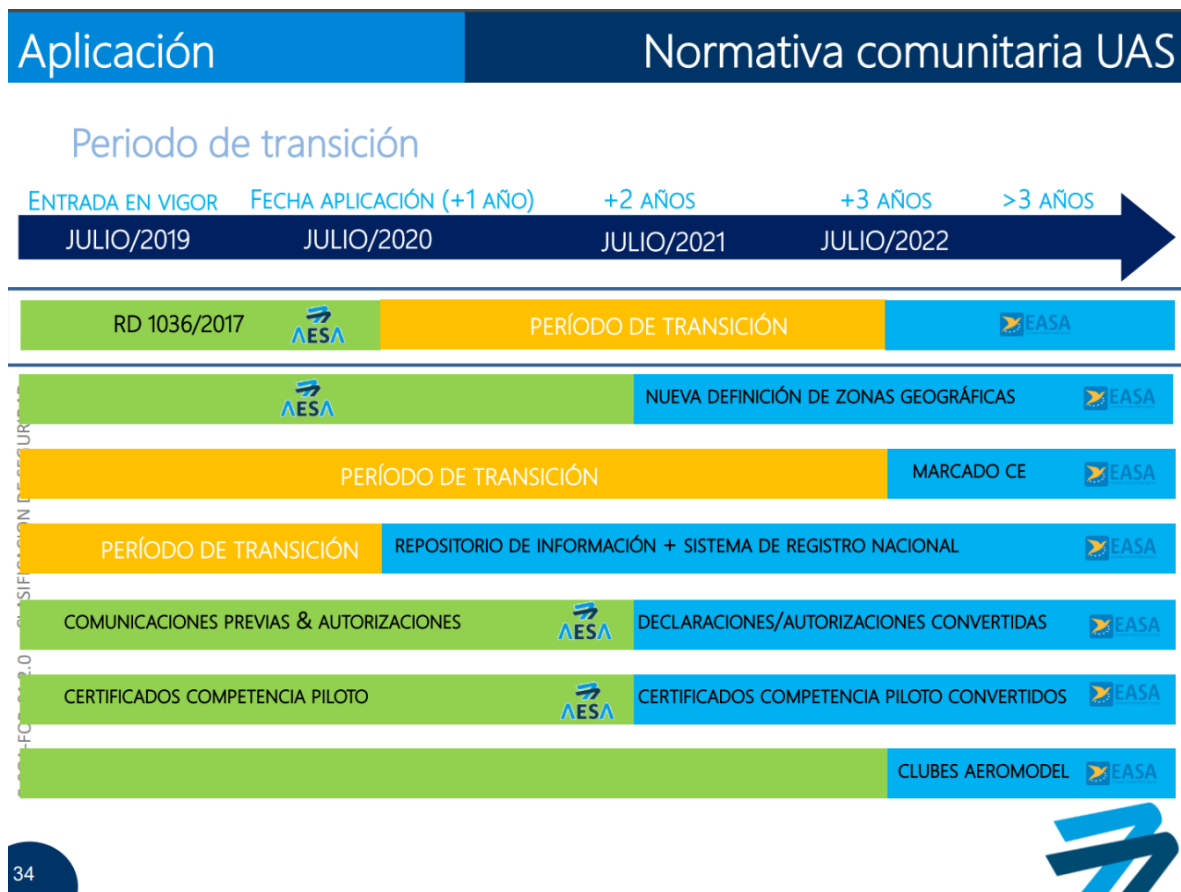 Aplicación
Normativa comunitaria UAS
Periodo de transición
ENTRADA EN VIGOR
FECHA APLICACIÓN (+1 AÑO)
+2 AÑOS
+3 AÑOS
>3 AÑOS
JULIO/2019
JULIO/2020
JULIO/2021
JULIO/2022
RD 1036/2017
AESA
PERÍODO DE TRANSICIÓN
EASA
AESA
NUEVA DEFINICIÓN DE ZONAS GEOGRÁFICAS
EASA
PERÍODO DE TRANSICIÓN
MARCADO CE
EASA
PERÍODO DE TRANSICIÓN
REPOSITORIO DE INFORMACIÓN + SISTEMA DE REGISTRO NACIONAL
EASA
COMUNICACIONES PREVIAS & AUTORIZACIONES
AESA
DECLARACIONES/AUTORIZACIONES CONVERTIDAS
EASA
CERTIFICADOS COMPETENCIA PILOTO
AESA
CERTIFICADOS COMPETENCIA PILOTO CONVERTIDOS
EASA
CLUBES AEROMODEL
EASA
34